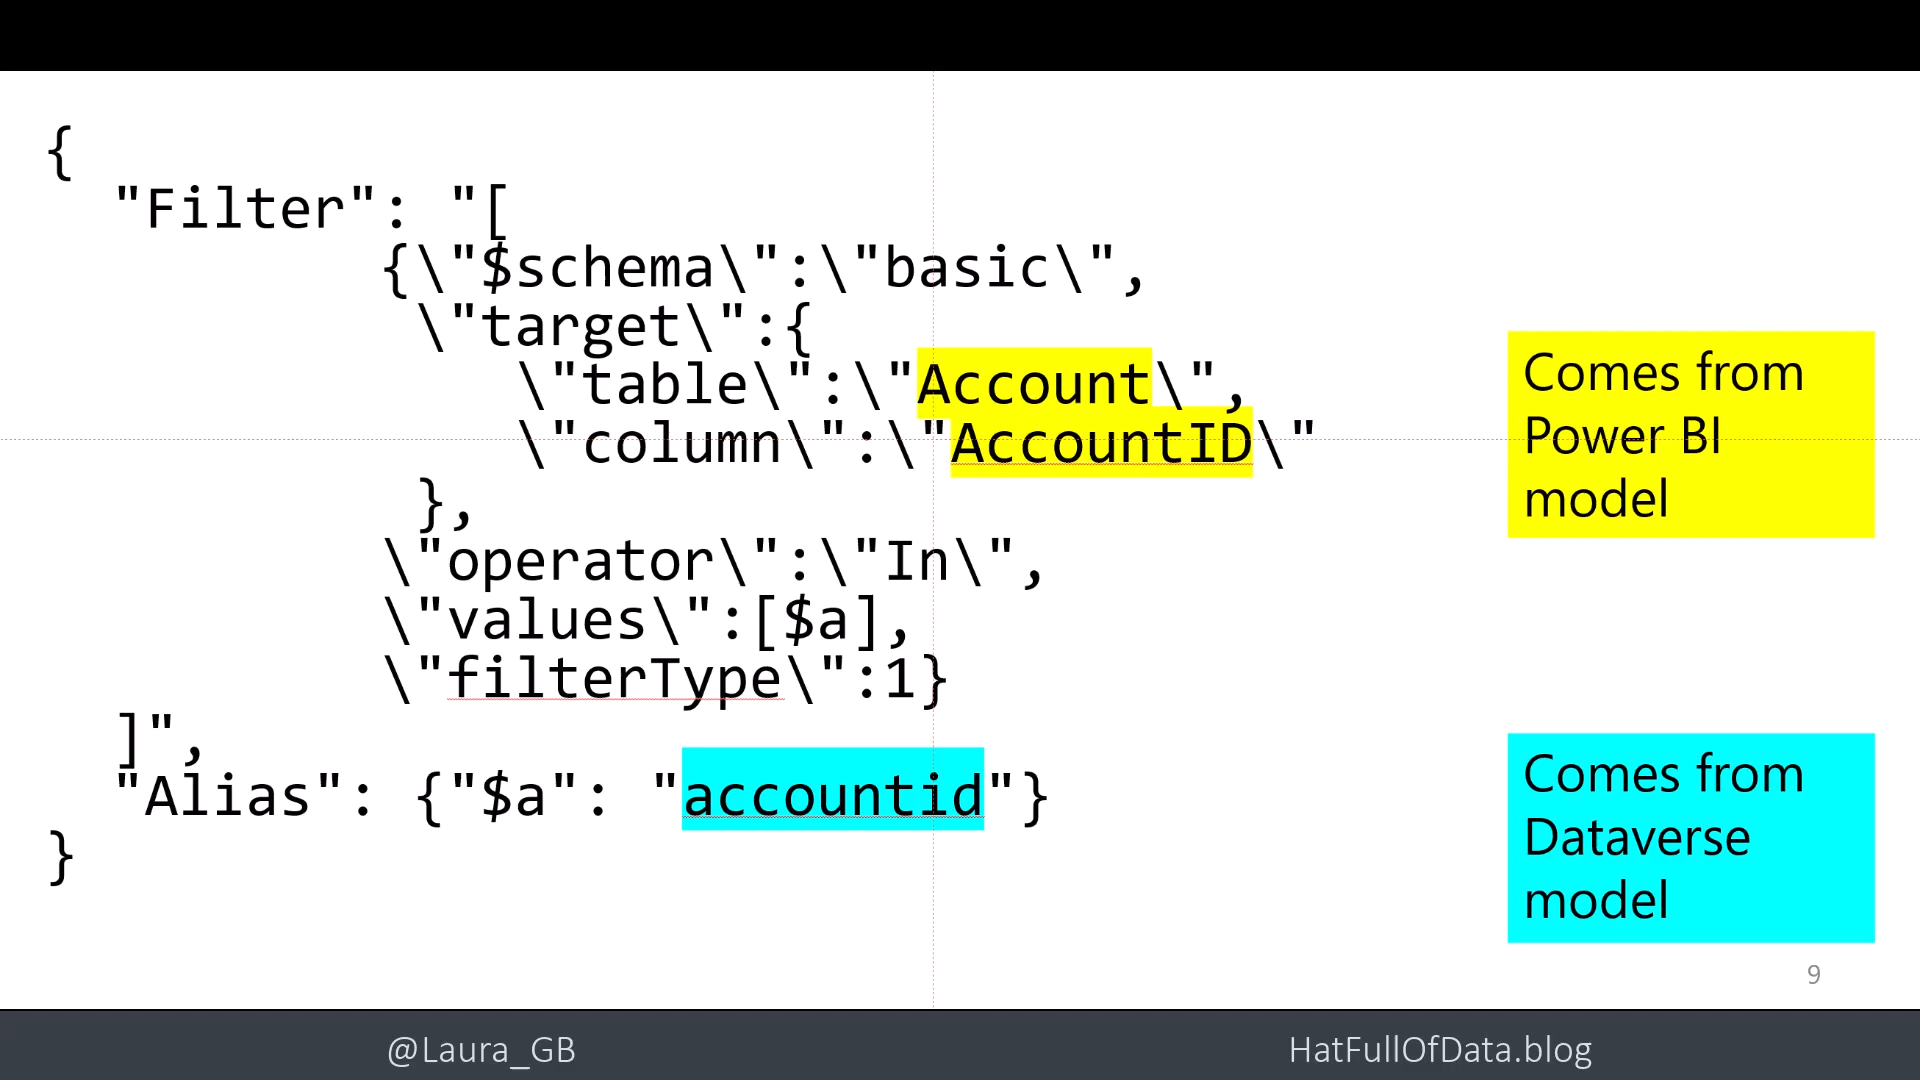 {
"Filter": "[
{\"$schema\":\"basic\",
\"target\":{
\"table\":\"Account\",
\"column\":\"AccountID\"
},
\"operator\":\"In\",
\"values\":[$a],
\"filterType\":1}
]",
"Alias": {"$a": "accountid"}
}
Comes from
Power BI
model
Comes from
Dataverse
model
9
@Laura_GB
HatFullOfData.blog